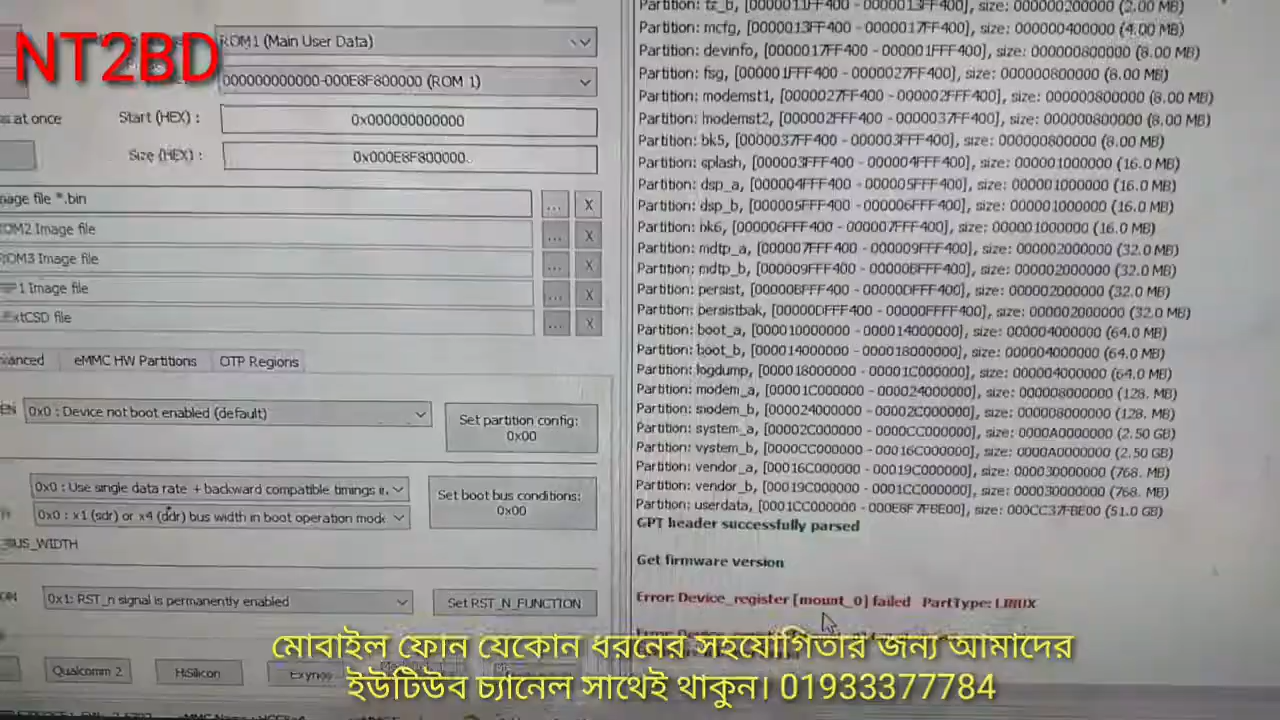 NT2BD
ROM1 (Main User Data)
000000000000-000E8F800000 (ROM 1)
s at once
Start (HEX) :
0x000000000000
Size (HEX) :
0x000E8F800000
mage file *.bin
... X
OM2 Image file
... X
ROM3 Image file
... X
1 Image file
... X
ExtCSD file
... X
vanced
eMMC HW Partitions
OTP Regions
0x0 : Device not boot enabled (default)
Set partition config:
0x00
0x0 : Use single data rate + backward compatible timings i
0x0 : x1 (sdr) or x4 (ddr) bus width in boot operation mode
Set boot bus conditions:
0x00
BUS_WIDTH
0x1: RST_n signal is permanently enabled
Set RST_N_FUNCTION
Qualcomm 2
HiSilicon
Exynos
Partition: tz_b, [0000011FF400 - 0000013FF400], size: 000000200000 (2.00 MB)
Partition: mcfg, [0000013FF400 - 0000017FF400], size: 000000400000 (4.00 MB)
Partition: devinfo, [0000017FF400 - 000001FFF400], size: 000000800000 (8.00 MB)
Partition: fsg, [000001FFF400 - 0000027FF400], size: 000000800000 (8.00 MB)
Partition: modemst1, [0000027FF400 - 000002FFF400], size: 000000800000 (8.00 MB)
Partition: modemst2, [000002FFF400 - 0000037FF400], size: 000000800000 (8.00 MB)
Partition: bk5, [0000037FF400 - 000003FFF400], size: 000000800000 (8.00 MB)
Partition: splash, [000003FFF400 - 000004FFF400], size: 000001000000 (16.0 MB)
Partition: dsp_a, [000004FFF400 - 000005FFF400], size: 000001000000 (16.0 MB)
Partition: dsp_b, [000005FFF400 - 000006FFF400], size: 000001000000 (16.0 MB)
Partition: bk6, [000006FFF400 - 000007FFF400], size: 000001000000 (16.0 MB)
Partition: mdtp_a, [000007FFF400 - 000009FFF400], size: 000002000000 (32.0 MB)
Partition: mdtp_b, [000009FFF400 - 00000BFFF400], size: 000002000000 (32.0 MB)
Partition: persist, [00000BFFF400 - 00000DFFF400], size: 000002000000 (32.0 MB)
Partition: persistbak, [00000DFFF400 - 00000FFFF400], size: 000002000000 (32.0 MB)
Partition: boot_a, [000010000000 - 000014000000], size: 000004000000 (64.0 MB)
Partition: boot_b, [000014000000 - 000018000000], size: 000004000000 (64.0 MB)
Partition: logdump, [000018000000 - 00001C000000], size: 000004000000 (64.0 MB)
Partition: modem_a, [00001C000000 - 000024000000], size: 000008000000 (128. MB)
Partition: modem_b, [000024000000 - 00002C000000], size: 000008000000 (128. MB)
Partition: system_a, [00002C000000 - 0000CC000000], size: 0000A0000000 (2.50 GB)
Partition: system_b, [0000CC000000 - 00016C000000], size: 0000A0000000 (2.50 GB)
Partition: vendor_a, [00016C000000 - 00019C000000], size: 000030000000 (768. MB)
Partition: vendor_b, [00019C000000 - 0001CC000000], size: 000030000000 (768. MB)
Partition: userdata, [0001CC000000 - 000E8F7FBE00], size: 000CC37FBE00 (51.0 GB)
GPT header successfully parsed
Get firmware version
Error: Device_register [mount_0] failed PartType: LINUX
মোবাইল ফোন যেকোন ধরনের সহযোগিতার জন্য আমাদের
ইউটিউব চ্যানেল সাথেই থাকুন। 01933377784